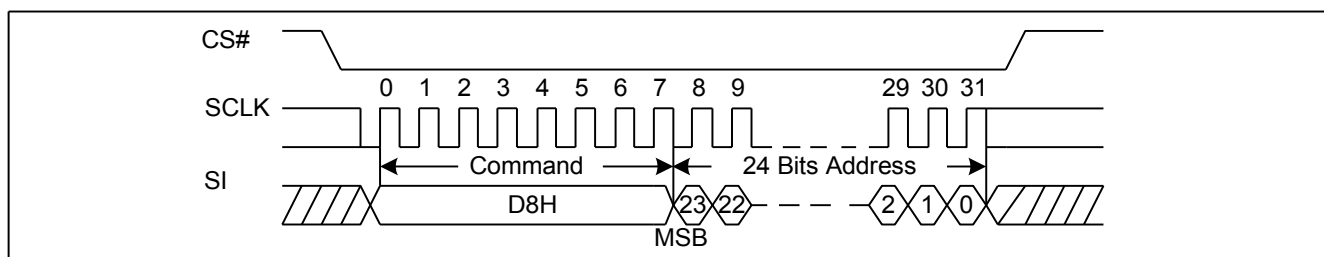 CS#
0 1 2 3 4 5 6 7 8 9 29 30 31
SCLK
Command 24 Bits Address
SI
D8H 23 22 2 1 0
MSB